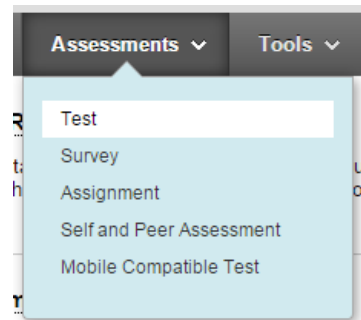 Assessments Tools
Test
Survey
Assignment
Self and Peer Assessment
Mobile Compatible Test